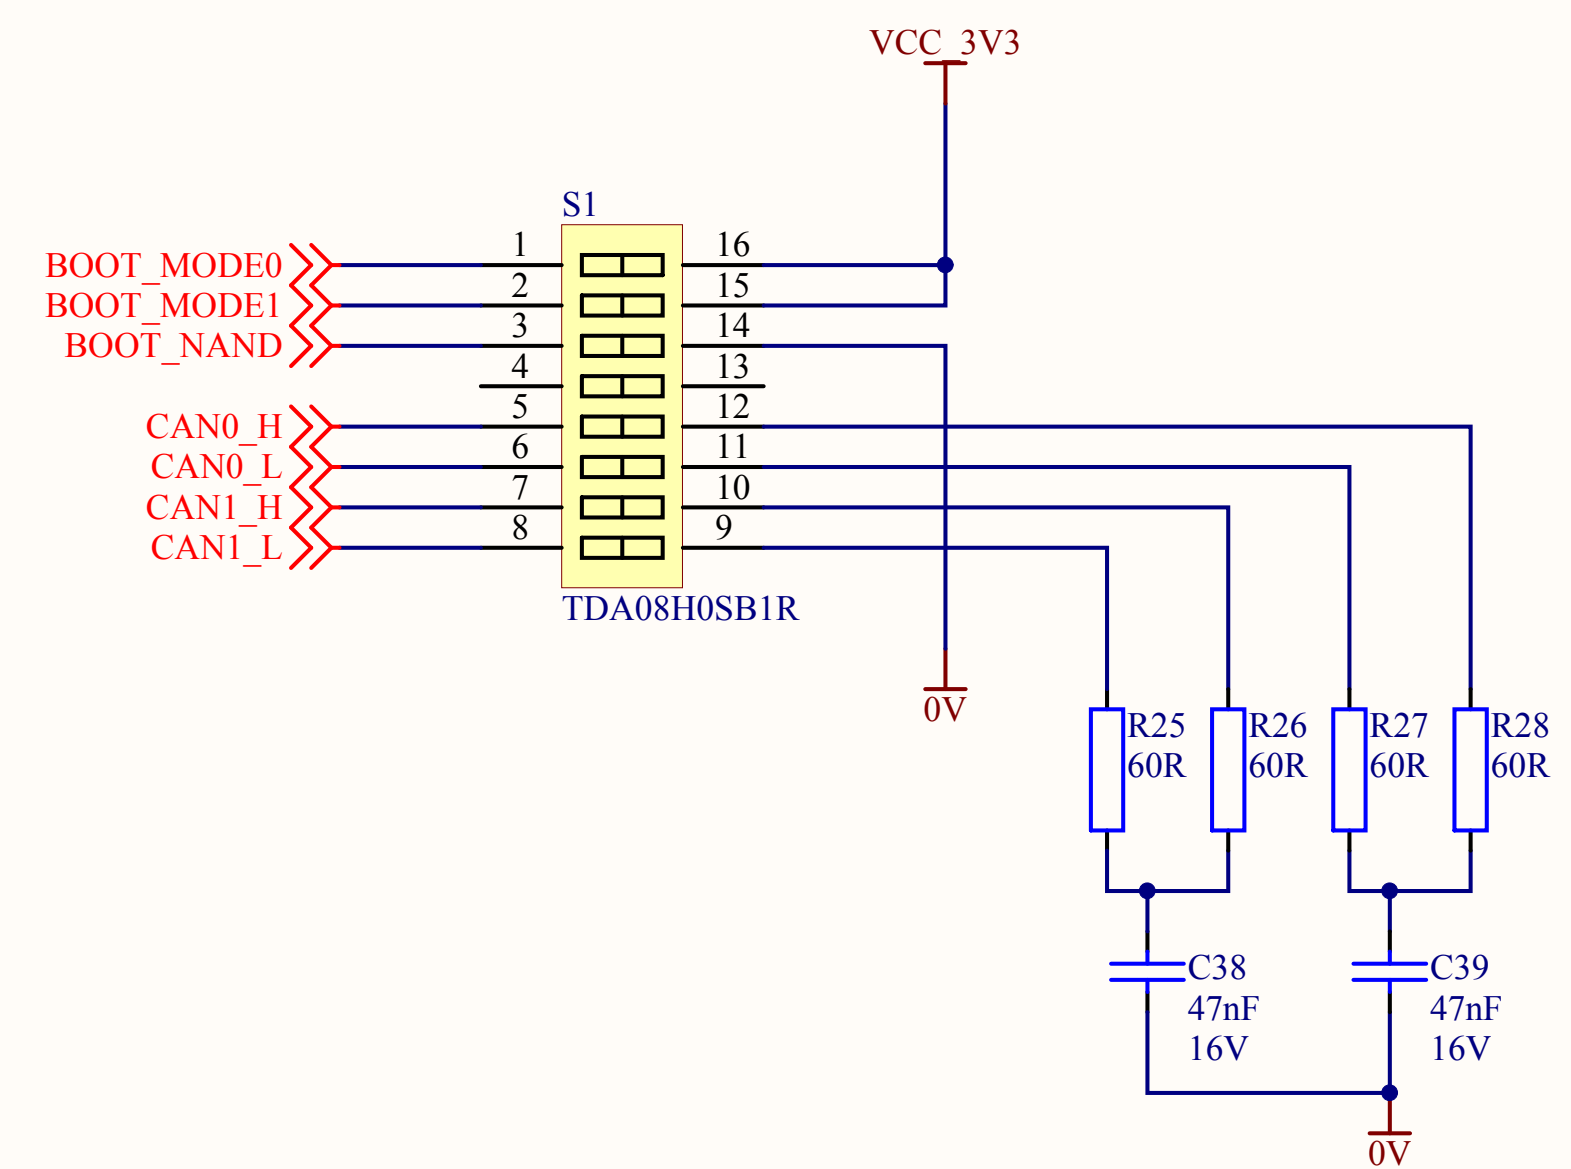 VCC_3V3
S1
BOOT_MODE0 1 16
BOOT_MODE1 2 15
BOOT_NAND 3 14
4 13
CAN0_H 5 12
CAN0_L 6 11
CAN1_H 7 10
CAN1_L 8 9
TDA08H0SB1R
0V
R25 R26 R27 R28
60R 60R 60R 60R
C38 C39
47nF 47nF
16V 16V
0V